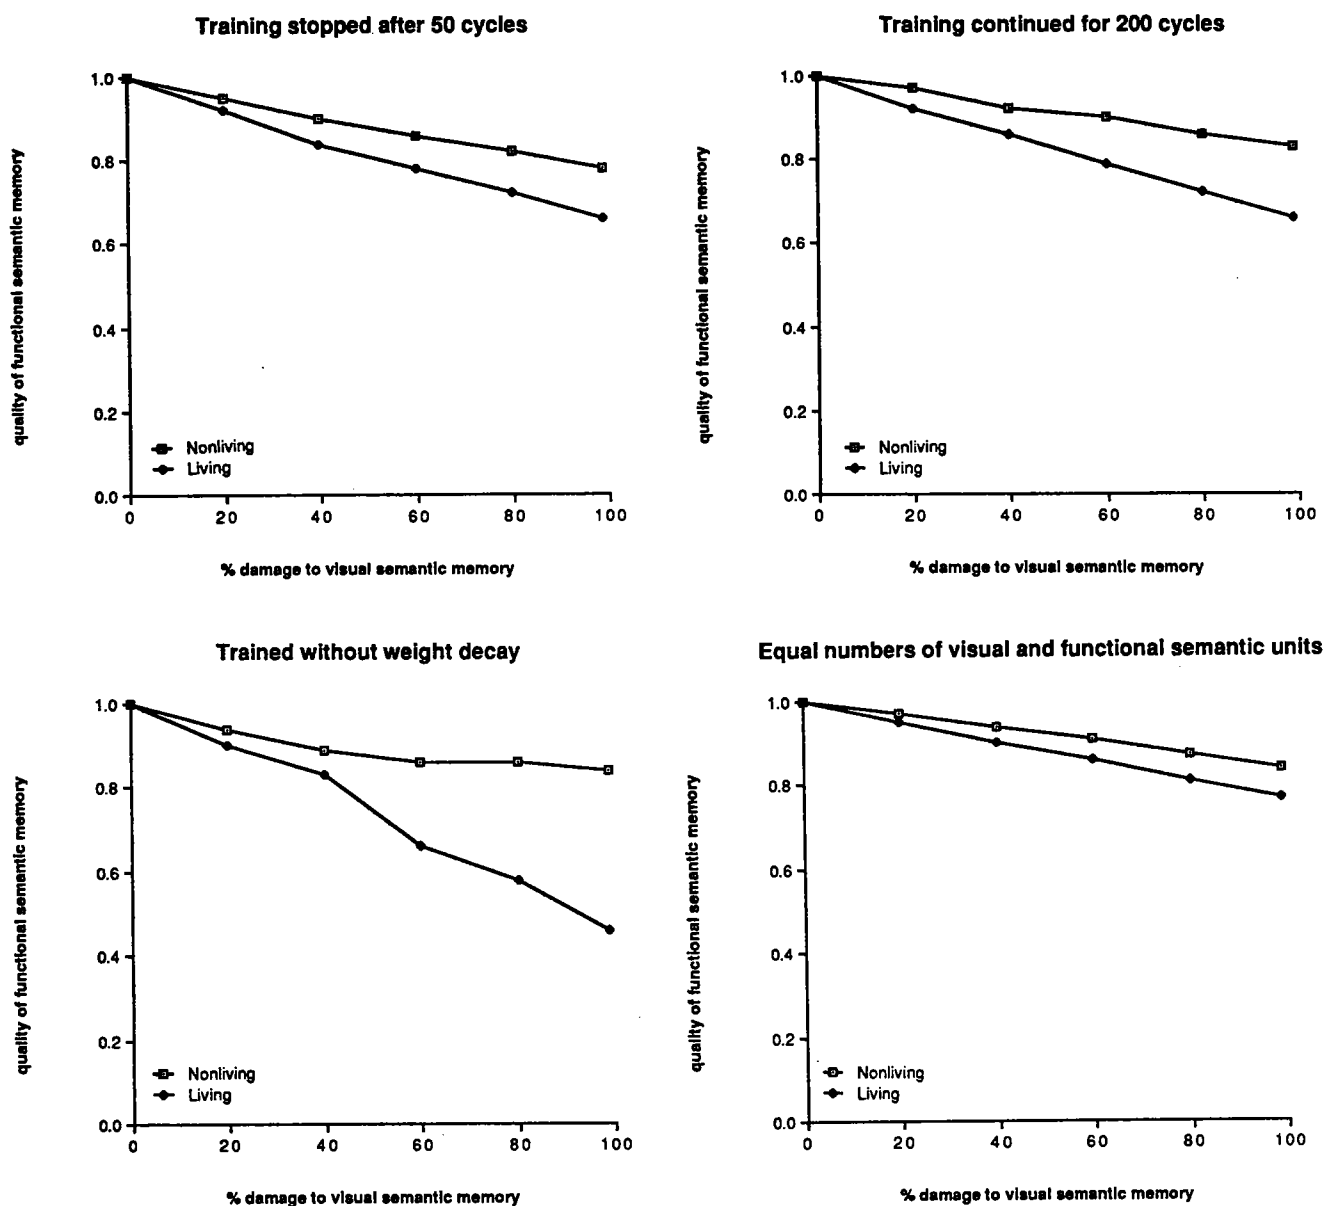 Training stopped after 50 cycles
quality of functional semantic memory
1.0
0.8
0.6
0.4
0.2
0.0
Nonliving
Living
0 20 40 60 80 100
% damage to visual semantic memory
Training continued for 200 cycles
quality of functional semantic memory
1.0
0.8
0.6
0.4
0.2
0.0
Nonliving
Living
0 20 40 60 80 100
% damage to visual semantic memory
Trained without weight decay
quality of functional semantic memory
1.0
0.8
0.6
0.4
0.2
0.0
Nonliving
Living
0 20 40 60 80 100
% damage to visual semantic memory
Equal numbers of visual and functional semantic units
quality of functional semantic memory
1.0
0.8
0.6
0.4
0.2
0.0
Nonliving
Living
0 20 40 60 80 100
% damage to visual semantic memory